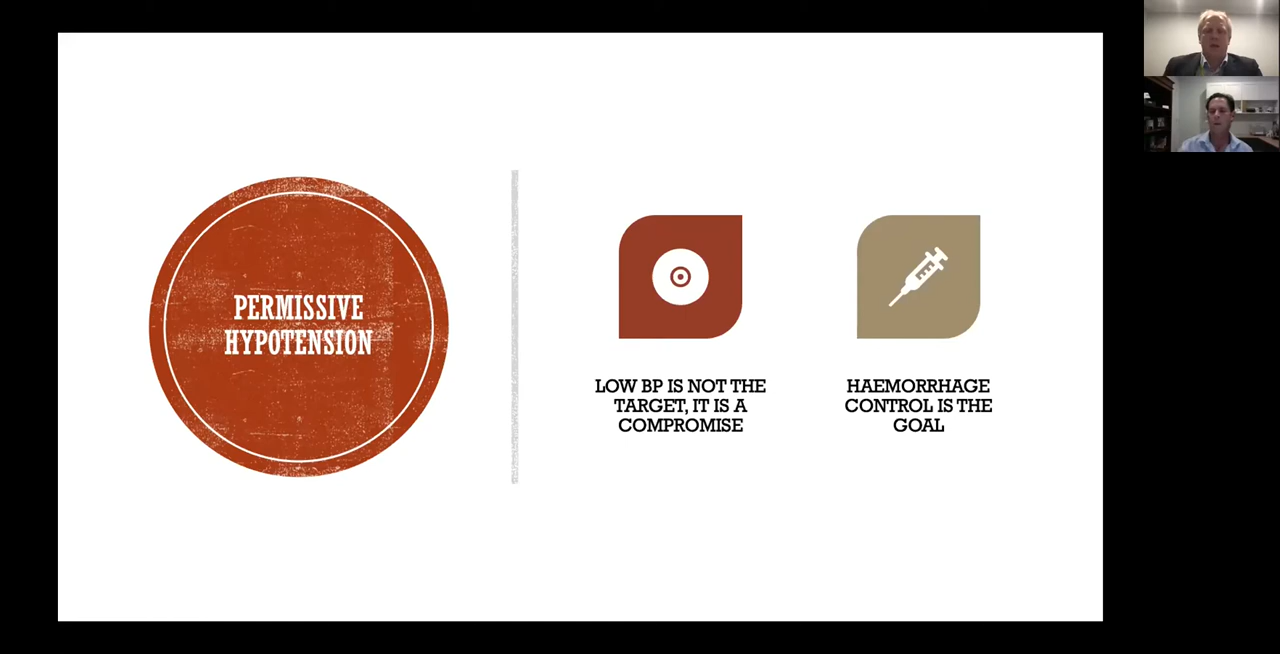 PERMISSIVE
HYPOTENSION
LOW BP IS NOT THE
TARGET, IT IS A
COMPROMISE
HAEMORRHAGE
CONTROL IS THE
GOAL